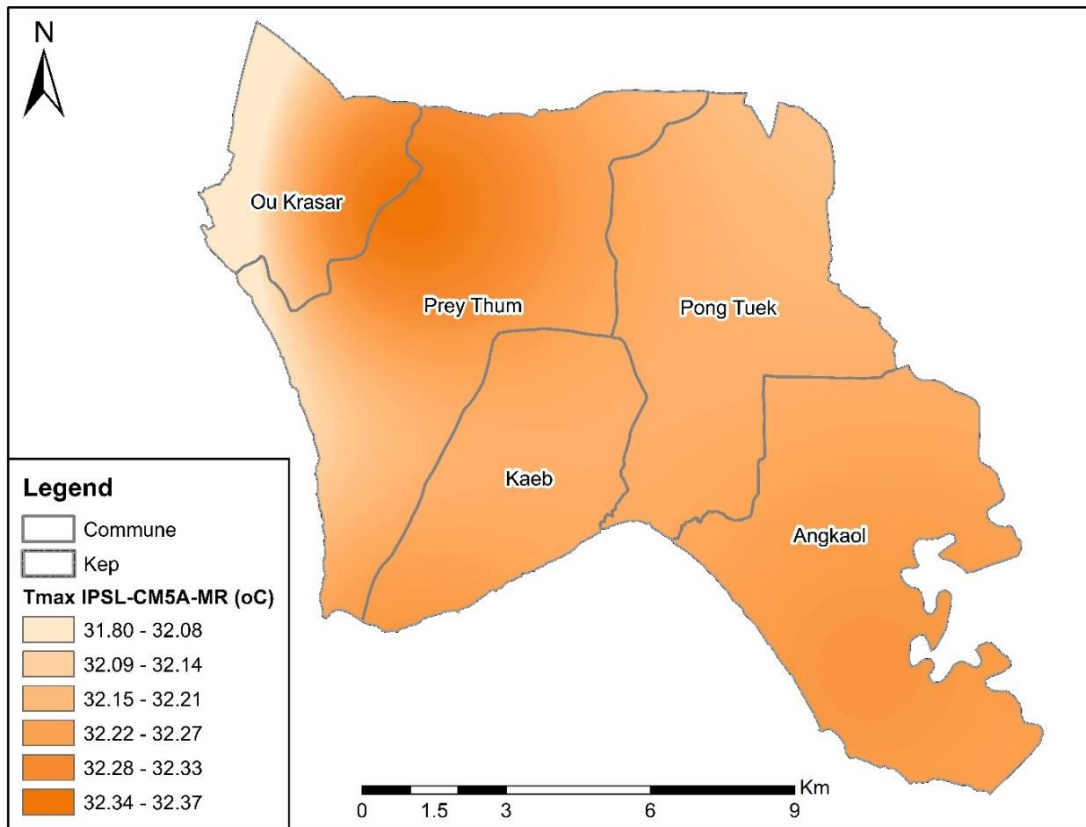 N
Ou Krasar
Prey Thum
Pong Tuek
Kaeb
Angkaol
Legend
Commune
Kep
Tmax IPSL-CM5A-MR (oC)
31.80 - 32.08
32.09 - 32.14
32.15 - 32.21
32.22 - 32.27
32.28 - 32.33
32.34 - 32.37
Km
0 1.5 3 6 9